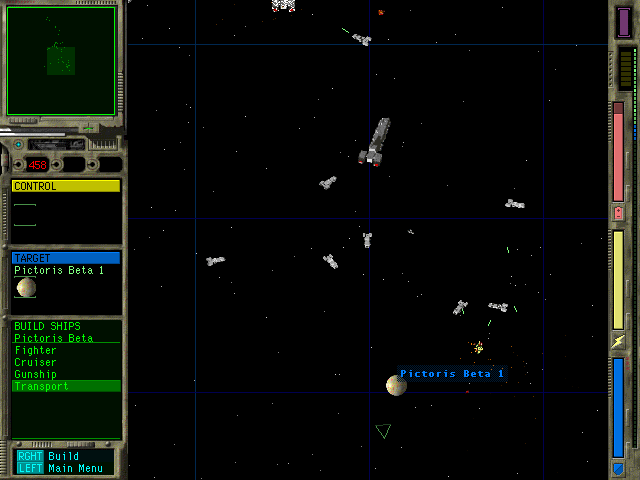 458
CONTROL
TARGET
Pictoris Beta 1
BUILD SHIPS
Pictoris Beta
Fighter
Cruiser
Gunship
Transport
RGHT Build
LEFT Main Menu
Pictoris Beta 1